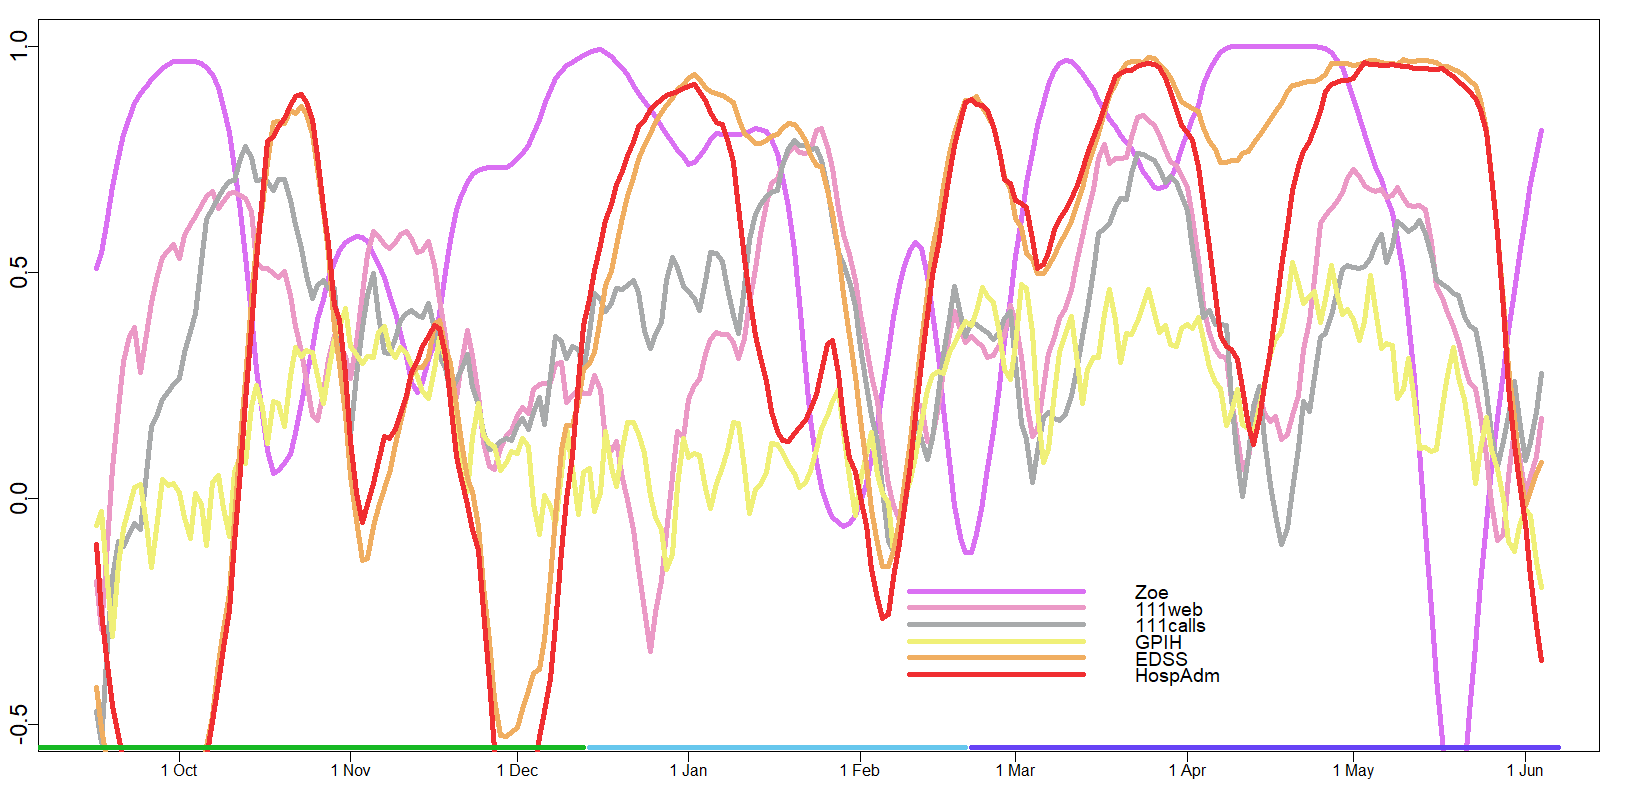 1.0
0.5
0.0
-0.5
Zoe
111web
111calls
GPIH
EDSS
HospAdm
1 Oct 1 Nov 1 Dec 1 Jan 1 Feb 1 Mar 1 Apr 1 May 1 Jun